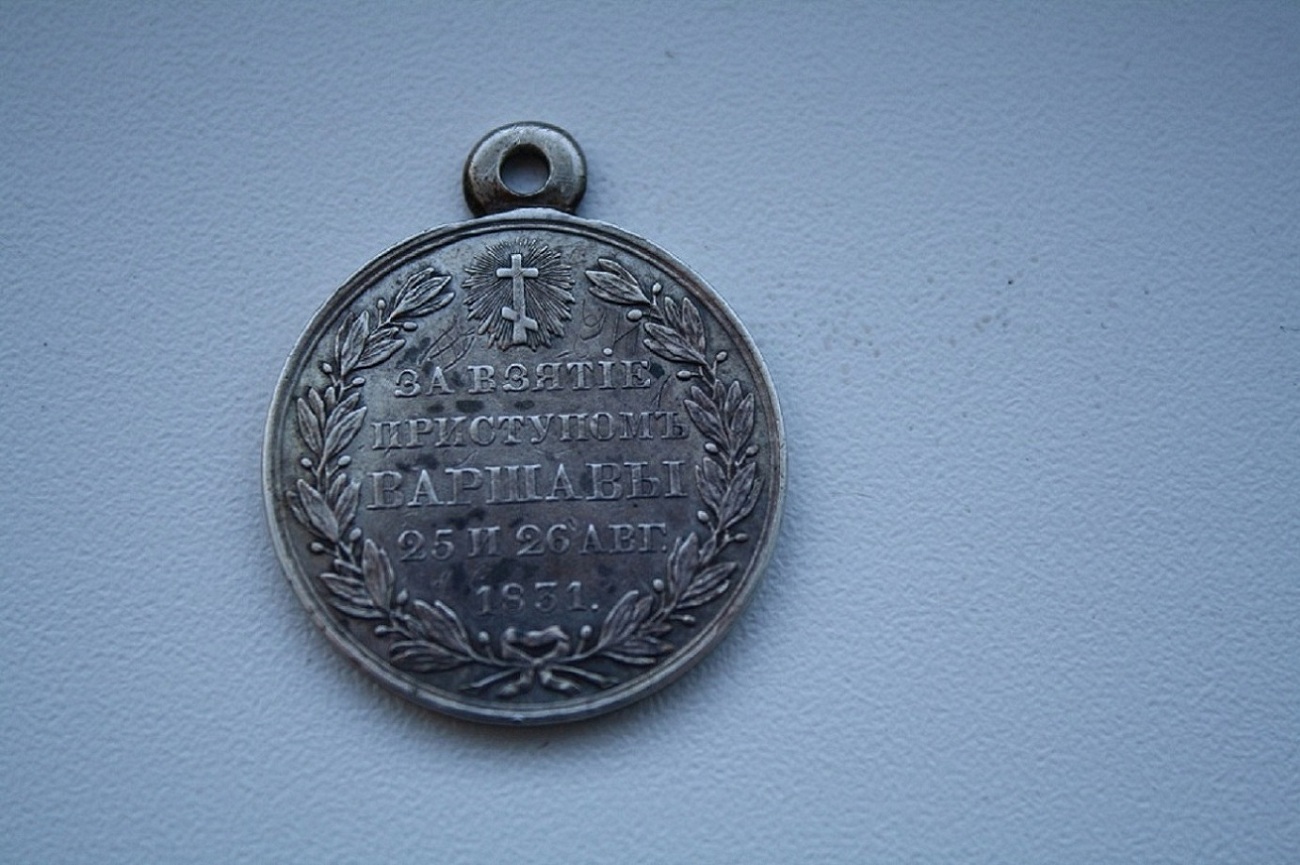 ЗА ВЗЯТІЕ
ПРИСТУПОМЪ
ВАРШАВЫ
25 И 26 АВГ.
1831.